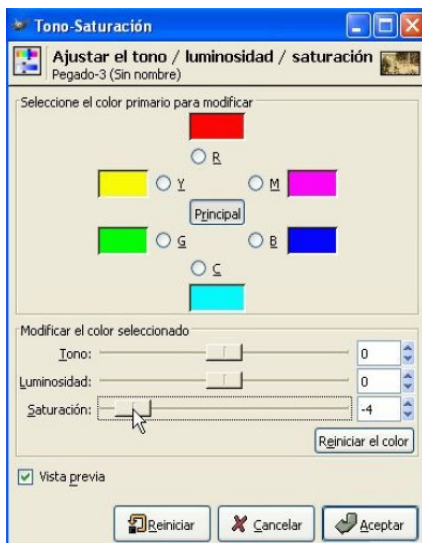 Tono-Saturación
Ajustar el tono / luminosidad / saturación
Pegado-3 (Sin nombre)
Seleccione el color primario para modificar
R
Y M
Principal
G B
C
Modificar el color seleccionado
Tono: 0
Luminosidad: 0
Saturación: -4
Reiniciar el color
Vista previa
Reiniciar Cancelar Aceptar